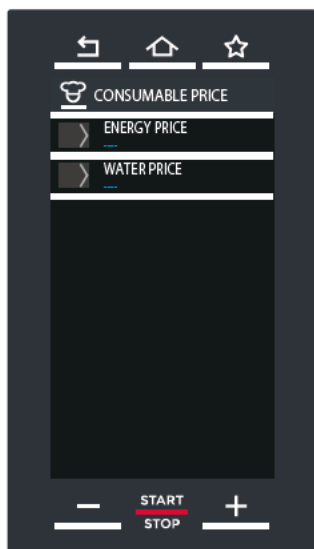 CONSUMABLE PRICE
ENERGY PRICE
---
WATER PRICE
---
START
STOP